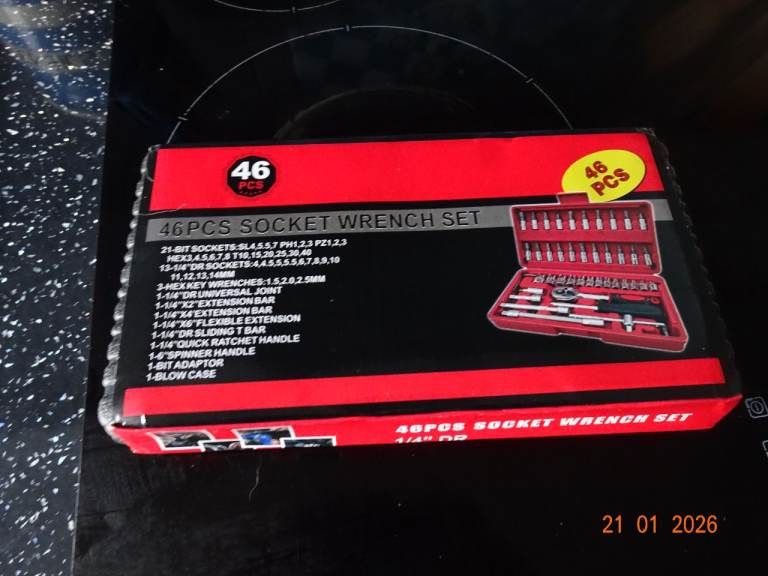 46
PCS
46
PCS
46PCS SOCKET WRENCH SET
21-BIT SOCKETS:SL4,5.5,7 PH1,2,3 PZ1,2,3
HEX3,4,5,6,7,8 T10,15,20,25,30,40
13-1/4"DR SOCKETS:4,4.5,5,5.5,6,7,8,9,10
11,12,13,14MM
3-HEX KEY WRENCHES:1.5,2.0,2.5MM
1-1/4"DR UNIVERSAL JOINT
1-1/4"X2"EXTENSION BAR
1-1/4"X4"EXTENSION BAR
1-1/4"X6"FLEXIBLE EXTENSION
1-1/4"DR SLIDING T BAR
1-1/4"QUICK RATCHET HANDLE
1-6"SPINNER HANDLE
1-BIT ADAPTOR
1-BLOW CASE
46PCS SOCKET WRENCH SET
1/4" DR
21 01 2026